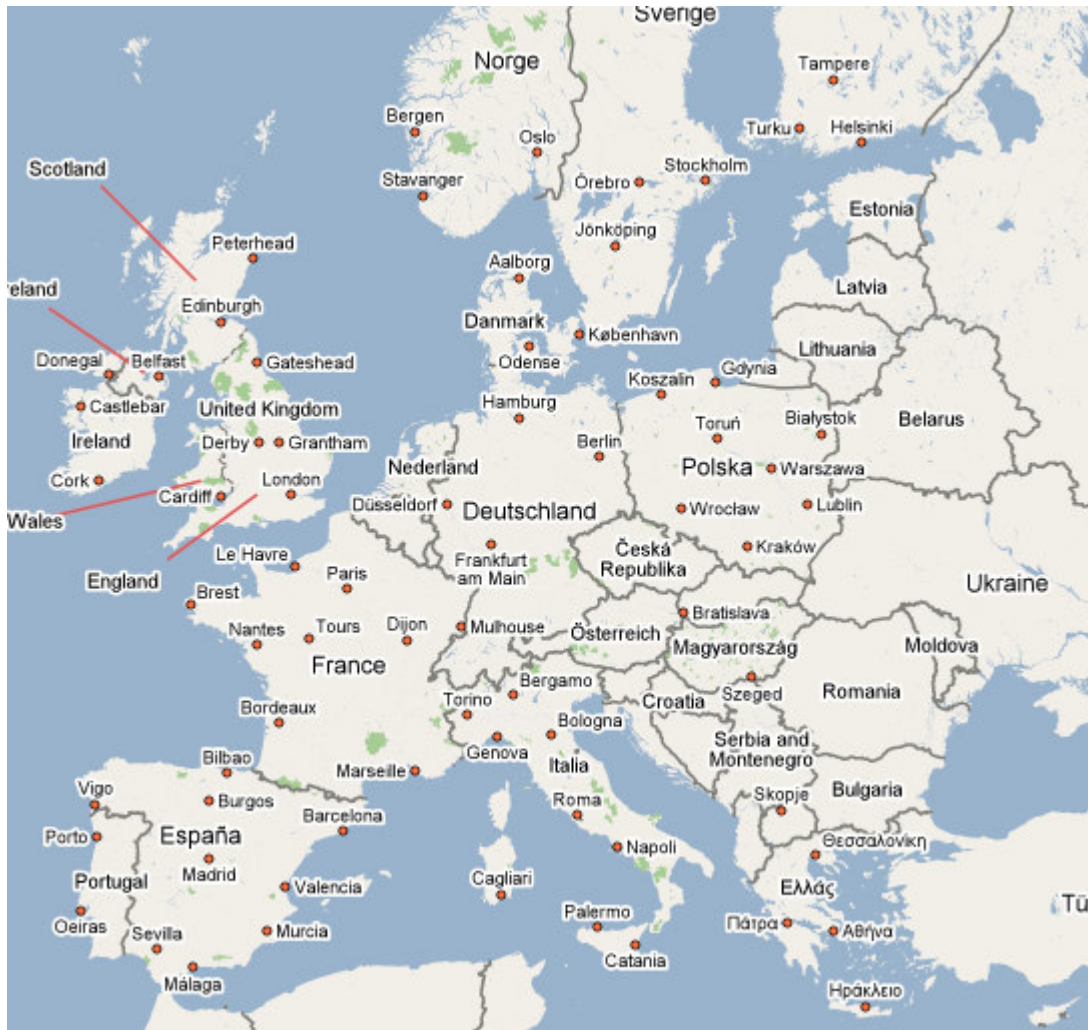 Sverige
Norge
Tampere
Bergen
Oslo
Turku
Helsinki
Scotland
Stavanger
Örebro
Stockholm
Estonia
Peterhead
Jönköping
Aalborg
Latvia
reland
Edinburgh
Danmark
København
Lithuania
Donegal
Belfast
Gateshead
Odense
Gdynia
Koszalin
Castlebar
United Kingdom
Hamburg
Toruń
Białystok
Belarus
Ireland
Derby
Grantham
Berlin
Nederland
Polska
Warszawa
Cork
London
Cardiff
Düsseldorf
Deutschland
Wrocław
Lublin
Wales
Le Havre
Frankfurt
am Main
Česká
Republika
Kraków
England
Paris
Ukraine
Brest
Bratislava
Nantes
Tours
Dijon
Mulhouse
Österreich
Magyarország
Moldova
France
Bergamo
Szeged
Romania
Torino
Croatia
Bordeaux
Bologna
Genova
Serbia and
Montenegro
Bilbao
Marseille
Italia
Vigo
Burgos
Roma
Skopje
Bulgaria
Barcelona
Porto
España
Napoli
Θεσσαλονίκη
Madrid
Portugal
Valencia
Cagliari
Ελλάς
Tü
Oeiras
Sevilla
Murcia
Palermo
Πάτρα
Αθήνα
Málaga
Catania
Ηράκλειο